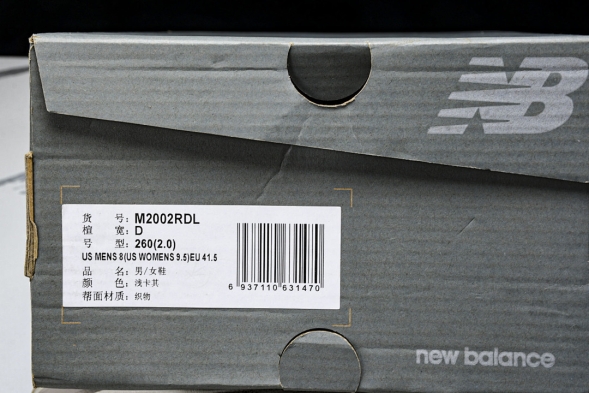 NB
货 号: M2002RDL
楦 宽: D
号 型: 260(2.0)
US MENS 8(US WOMENS 9.5)EU 41.5
品 名: 男/女鞋
颜 色: 浅卡其
帮面材质: 织物
6 937110 631470
new balance